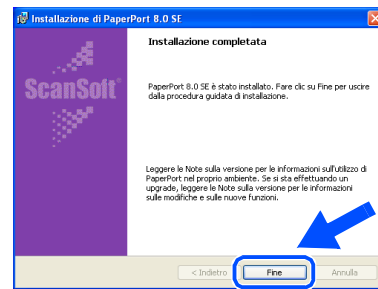 Installazione di PaperPort 8.0 SE
Installazione completata
ScanSoft®
PaperPort 8.0 SE è stato installato. Fare clic su Fine per uscire
dalla procedura guidata di installazione.
Leggere le Note sulla versione per le informazioni sull'utilizzo di
PaperPort nel proprio ambiente. Se si sta effettuando un
upgrade, leggere le Note sulla versione per le informazioni
sulle modifiche e sulle nuove funzioni.
< Indietro Fine Annulla